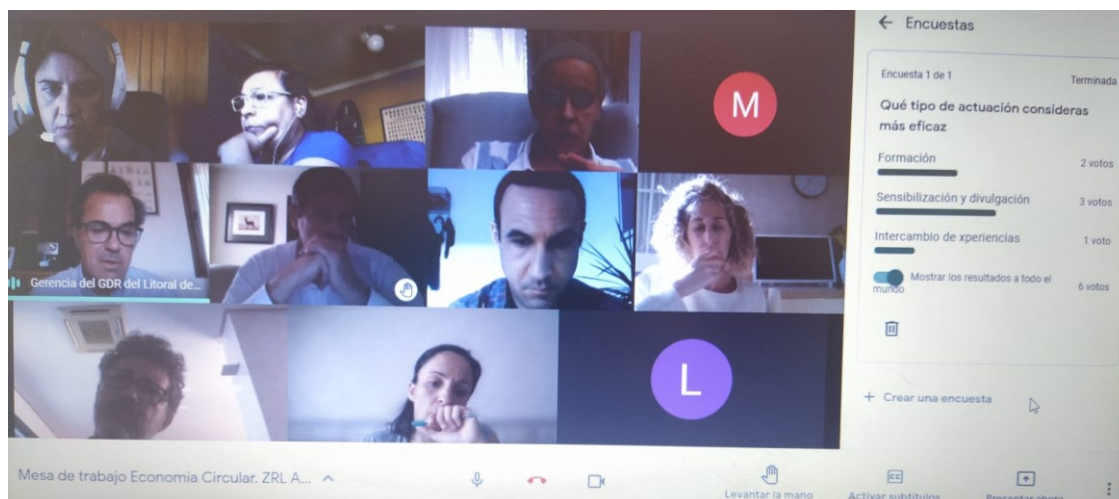 M
Gerencia del GDR del Litoral de...
L
Mesa de trabajo Economía Circular. ZRL A...
Levantar la mano
Activar subtítulos
Presentar ahora
Encuestas
Encuesta 1 de 1
Terminada
Qué tipo de actuación consideras
más eficaz
Formación
2 votos
Sensibilización y divulgación
3 votos
Intercambio de xperiencias
1 voto
Mostrar los resultados a todo el
mundo
6 votos
+ Crear una encuesta